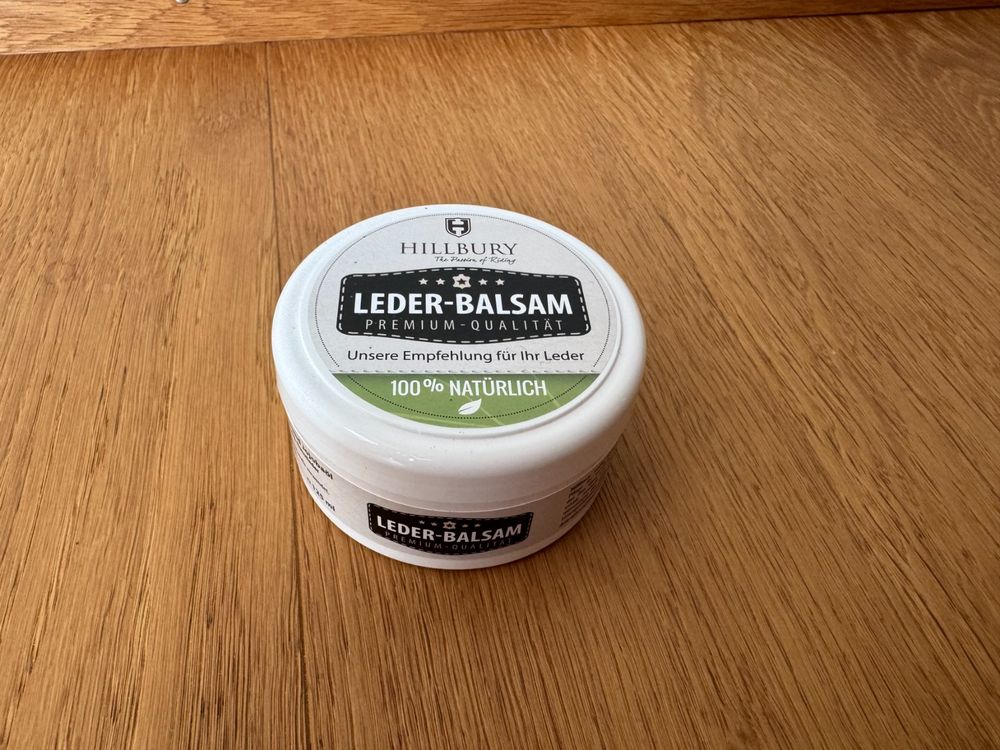 HILLBURY
The Passion of Riding
LEDER-BALSAM
PREMIUM-QUALITÄT
Unsere Empfehlung für Ihr Leder
100% NATÜRLICH
LEDER-BALSAM
PREMIUM-QUALITÄT